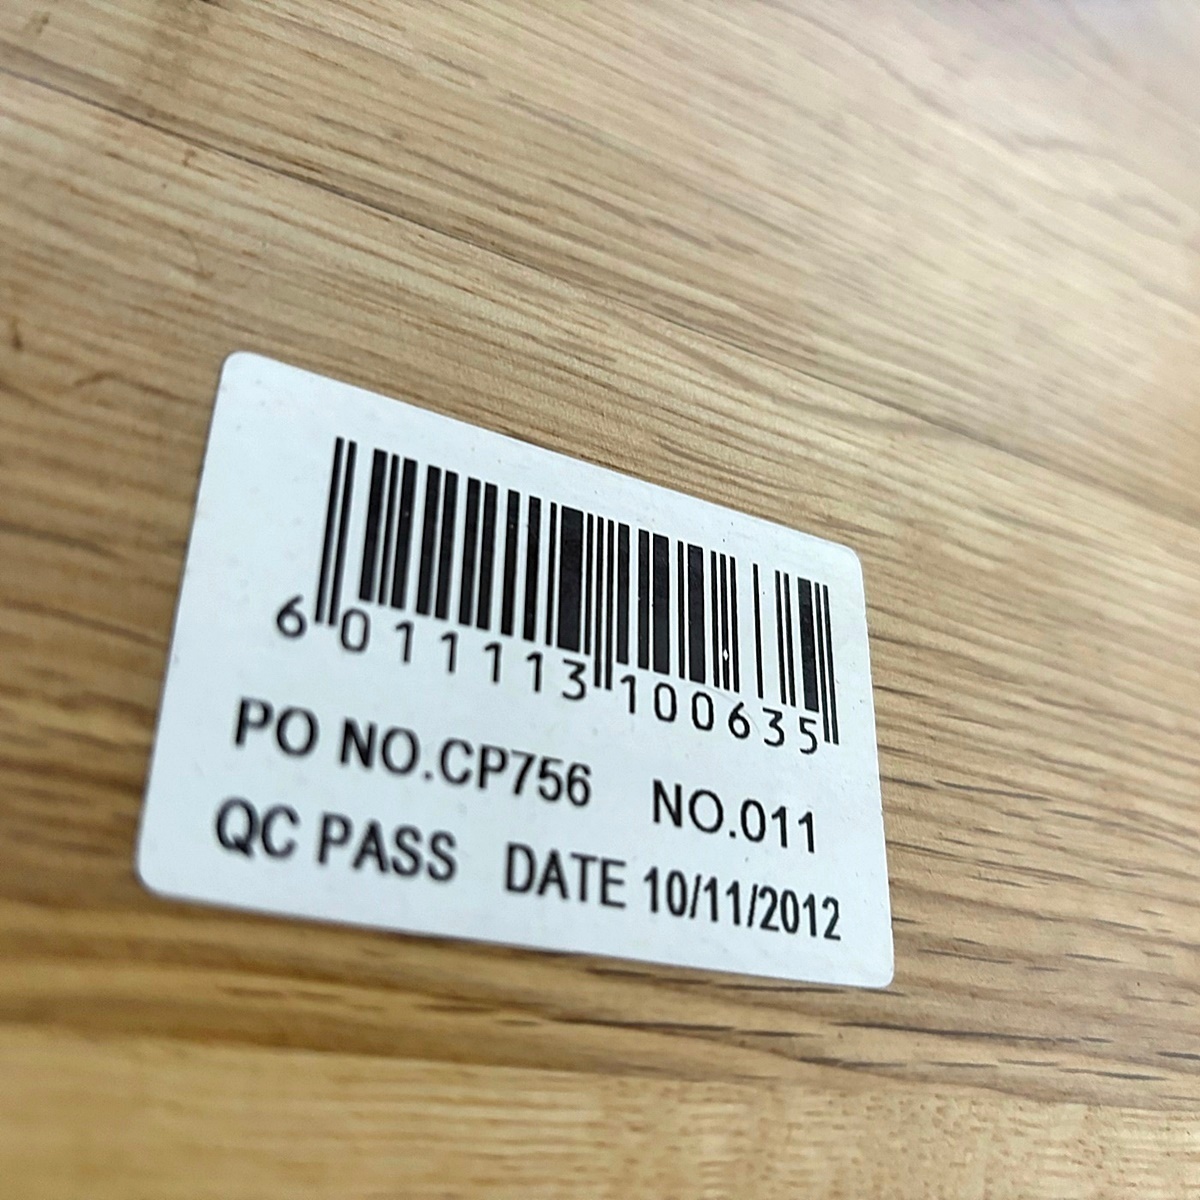 6 011113 100635
PO NO.CP756 NO.011
QC PASS DATE 10/11/2012